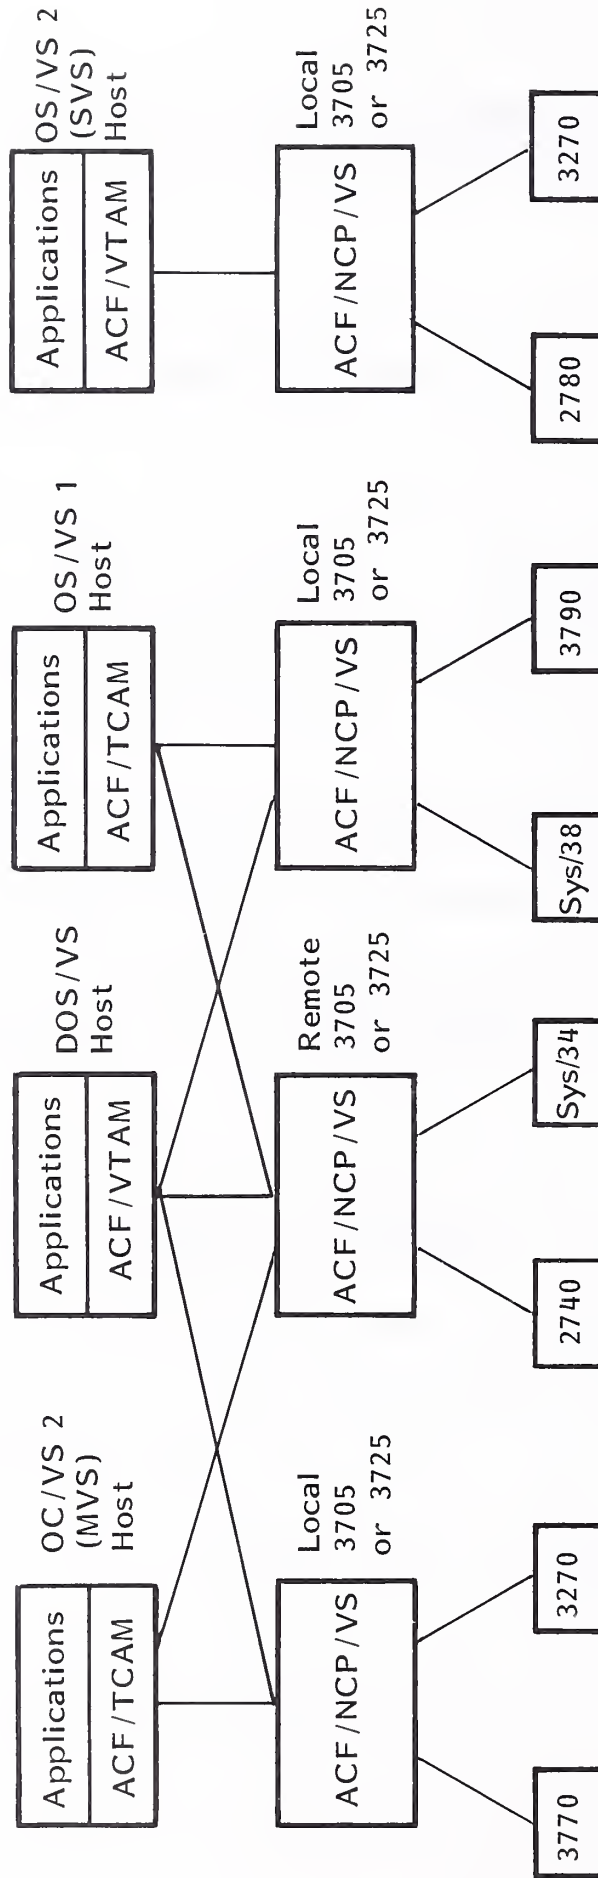 OC/VS 2
(MVS)
Host
Applications
ACF/TCAM
DOS/VS
Host
Applications
ACF/VTAM
OS/VS 1
Host
Applications
ACF/TCAM
OS/VS 2
(SVS)
Host
Applications
ACF/VTAM
Local
3705
or 3725
ACF/NCP/VS
Remote
3705
or 3725
ACF/NCP/VS
Local
3705
or 3725
ACF/NCP/VS
Local
3705
or 3725
ACF/NCP/VS
3770
3270
2740
Sys/34
Sys/38
3790
2780
3270